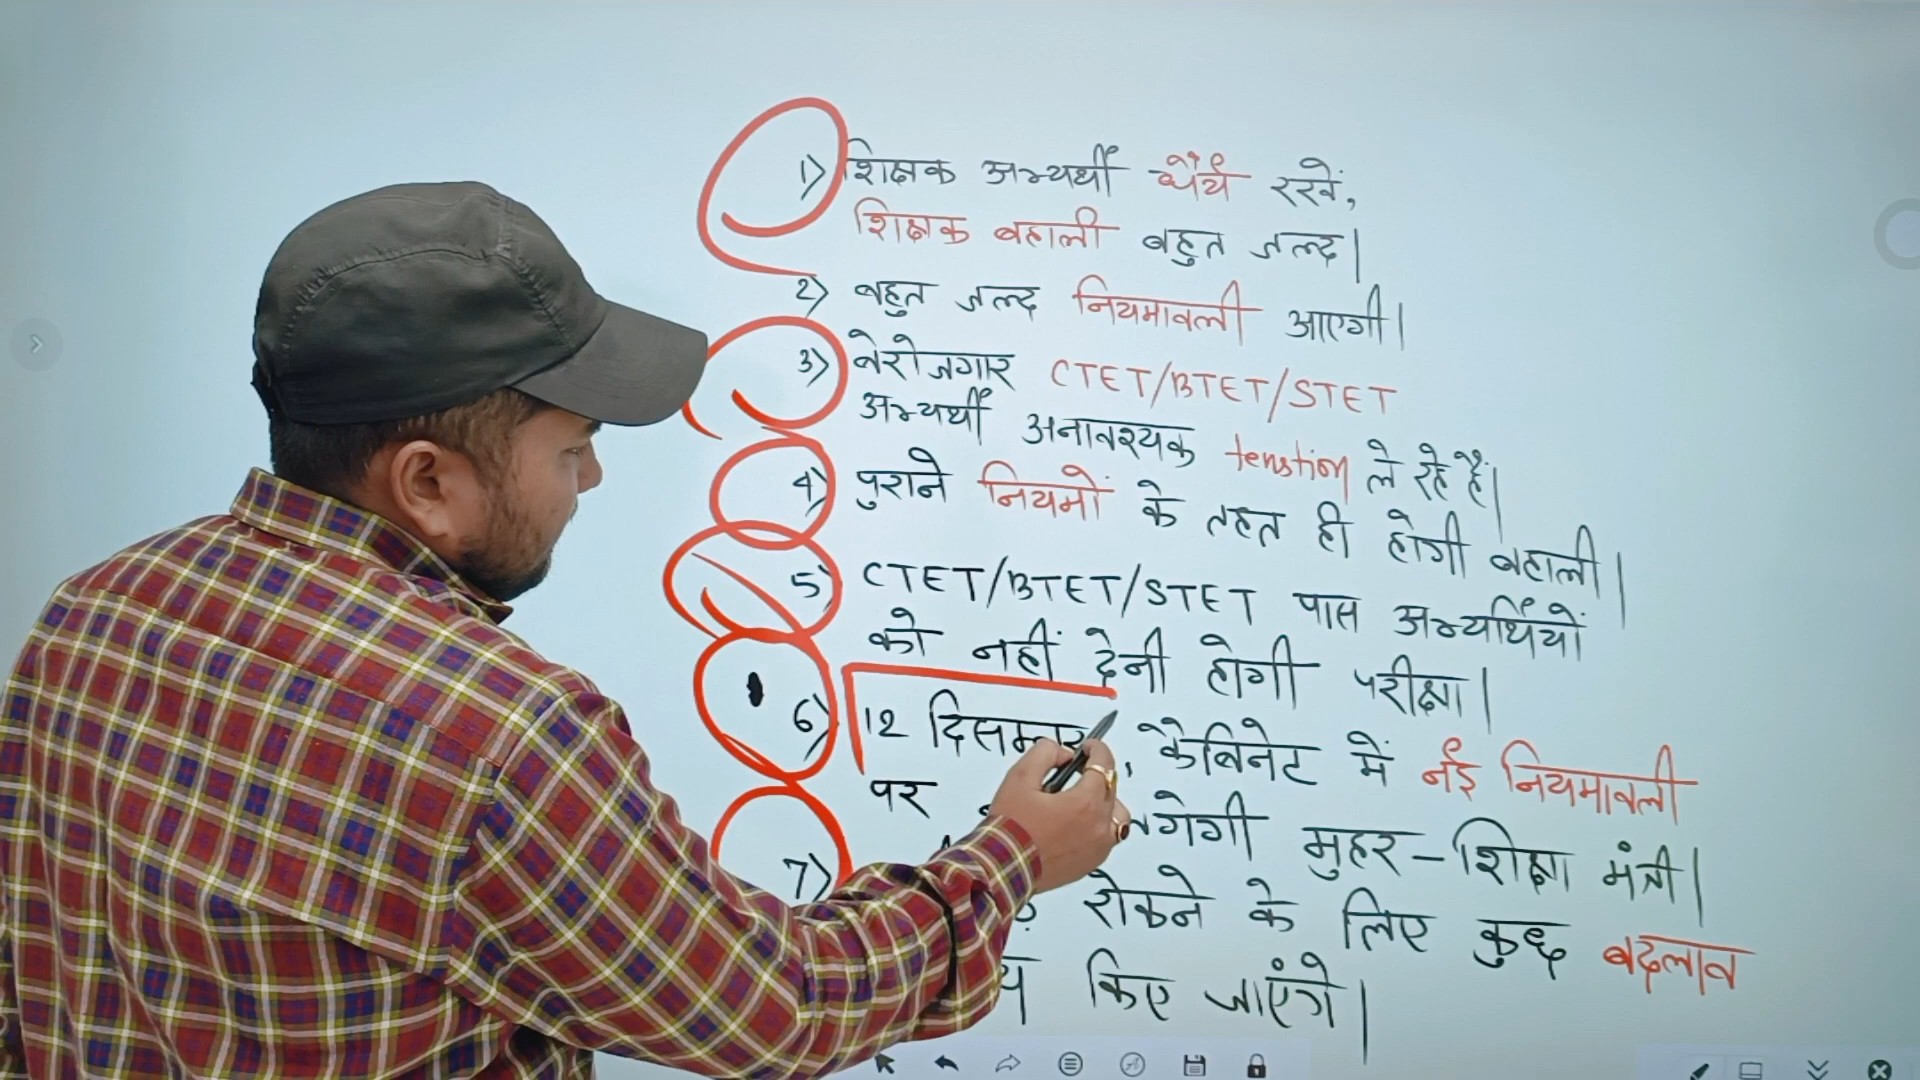 1) शिक्षक अभ्यर्थी धैर्य रखें,
शिक्षक बहाली बहुत जल्द।
2) बहुत जल्द नियमावली आएगी।
3) बेरोजगार CTET/BTET/STET
अभ्यर्थी अनावश्यक tenstion ले रहे हैं।
4) पुराने नियमों के तहत ही होगी बहाली।
5) CTET/BTET/STET पास अभ्यर्थियों
को नहीं देनी होगी परीक्षा।
6) 12 दिसम्बर, कैबिनेट में नई नियमावली
पर लगेगी मुहर-शिक्षा मंत्री।
7) रोकने के लिए कुछ बदलाव
किए जाएंगे।